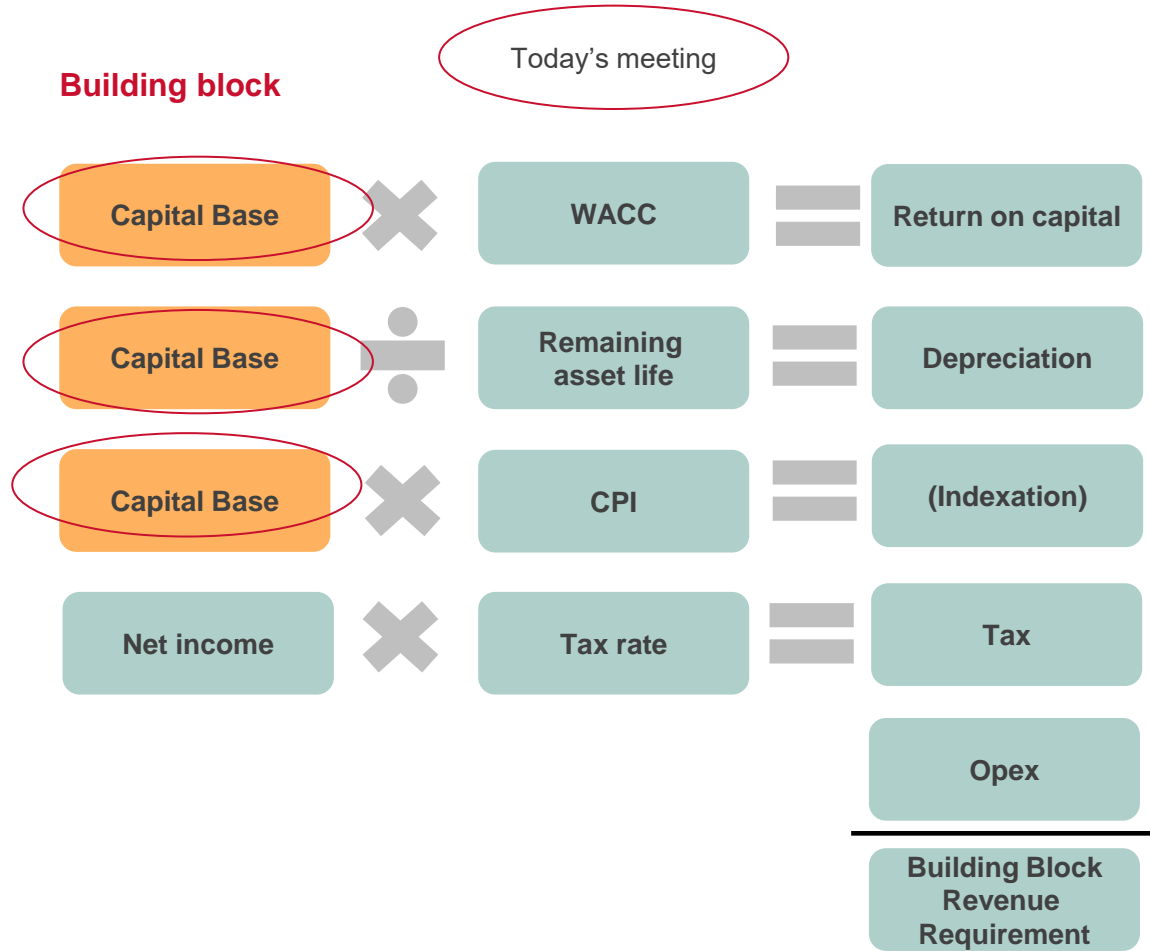 Today’s meeting
Building block
Capital Base
WACC
Return on capital
Capital Base
Remaining
asset life
Depreciation
Capital Base
CPI
(Indexation)
Net income
Tax rate
Tax
Opex
Building Block
Revenue
Requirement